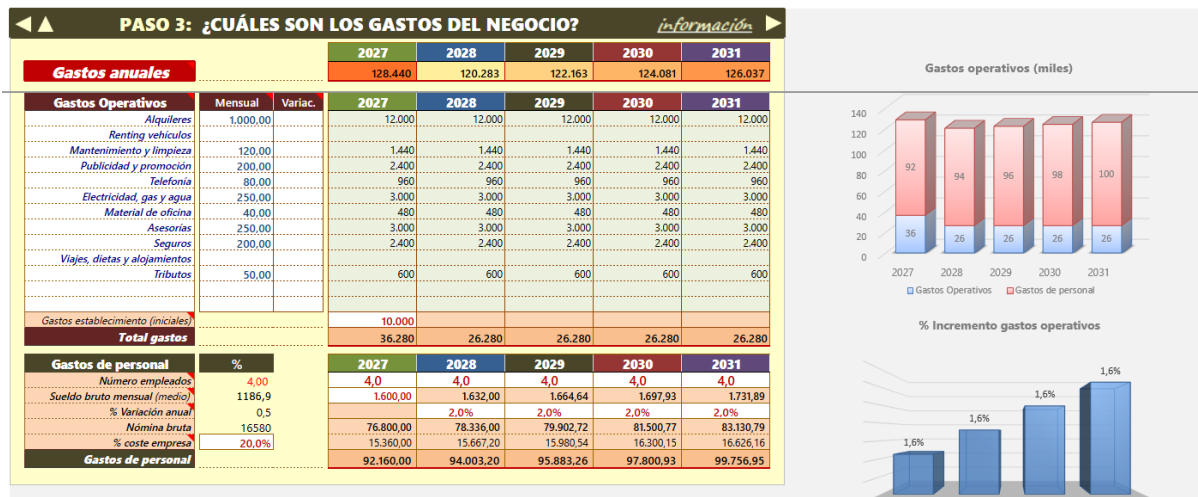 PASO 3: ¿CUÁLES SON LOS GASTOS DEL NEGOCIO? información
2027 2028 2029 2030 2031
Gastos anuales 128.440 120.283 122.163 124.081 126.037
Gastos Operativos Mensual Variac. 2027 2028 2029 2030 2031
Alquileres 1.000,00 12.000 12.000 12.000 12.000 12.000
Renting vehículos
Mantenimiento y limpieza 120,00 1.440 1.440 1.440 1.440 1.440
Publicidad y promoción 200,00 2.400 2.400 2.400 2.400 2.400
Telefonía 80,00 960 960 960 960 960
Electricidad, gas y agua 250,00 3.000 3.000 3.000 3.000 3.000
Material de oficina 40,00 480 480 480 480 480
Asesorías 250,00 3.000 3.000 3.000 3.000 3.000
Seguros 200,00 2.400 2.400 2.400 2.400 2.400
Viajes, dietas y alojamientos
Tributos 50,00 600 600 600 600 600
Gastos establecimiento (iniciales) 10.000
Total gastos 36.280 26.280 26.280 26.280 26.280
Gastos de personal % 2027 2028 2029 2030 2031
Número empleados 4,00 4,0 4,0 4,0 4,0 4,0
Sueldo bruto mensual (medio) 1186,9 1.600,00 1.632,00 1.664,64 1.697,93 1.731,89
% Variación anual 0,5 2,0% 2,0% 2,0% 2,0%
Nómina bruta 16580 76.800,00 78.336,00 79.902,72 81.500,77 83.130,79
% coste empresa 20,0% 15.360,00 15.667,20 15.980,54 16.300,15 16.626,16
Gastos de personal 92.160,00 94.003,20 95.883,26 97.800,93 99.756,95
Gastos operativos (miles)
140
120
100
80
60
40
20
0
92 94 96 98 100
36 26 26 26 26
2027 2028 2029 2030 2031
Gastos Operativos Gastos de personal
% Incremento gastos operativos
1,6% 1,6% 1,6% 1,6%